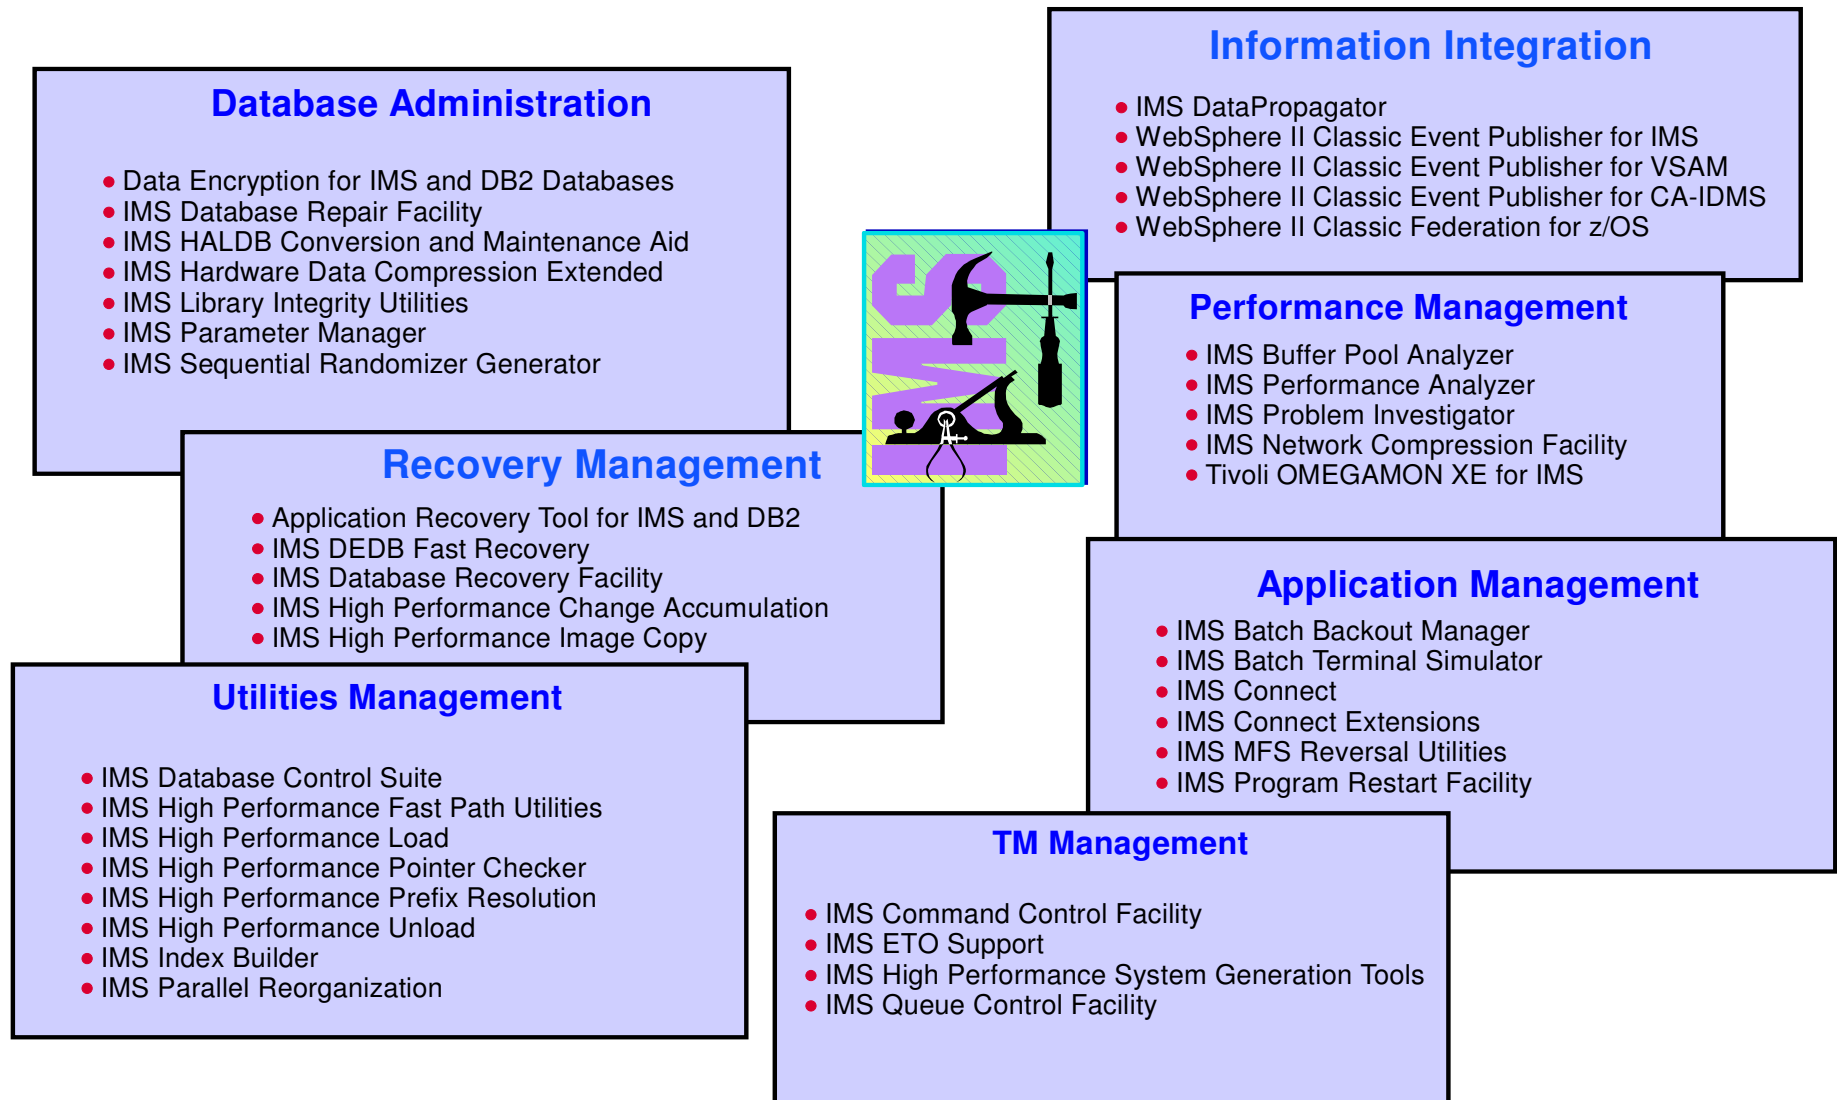 Database Administration
• Data Encryption for IMS and DB2 Databases
• IMS Database Repair Facility
• IMS HALDB Conversion and Maintenance Aid
• IMS Hardware Data Compression Extended
• IMS Library Integrity Utilities
• IMS Parameter Manager
• IMS Sequential Randomizer Generator
Recovery Management
• Application Recovery Tool for IMS and DB2
• IMS DEDB Fast Recovery
• IMS Database Recovery Facility
• IMS High Performance Change Accumulation
• IMS High Performance Image Copy
Utilities Management
• IMS Database Control Suite
• IMS High Performance Fast Path Utilities
• IMS High Performance Load
• IMS High Performance Pointer Checker
• IMS High Performance Prefix Resolution
• IMS High Performance Unload
• IMS Index Builder
• IMS Parallel Reorganization
IMS
Information Integration
• IMS DataPropagator
• WebSphere II Classic Event Publisher for IMS
• WebSphere II Classic Event Publisher for VSAM
• WebSphere II Classic Event Publisher for CA-IDMS
• WebSphere II Classic Federation for z/OS
Performance Management
• IMS Buffer Pool Analyzer
• IMS Performance Analyzer
• IMS Problem Investigator
• IMS Network Compression Facility
• Tivoli OMEGAMON XE for IMS
Application Management
• IMS Batch Backout Manager
• IMS Batch Terminal Simulator
• IMS Connect
• IMS Connect Extensions
• IMS MFS Reversal Utilities
• IMS Program Restart Facility
TM Management
• IMS Command Control Facility
• IMS ETO Support
• IMS High Performance System Generation Tools
• IMS Queue Control Facility